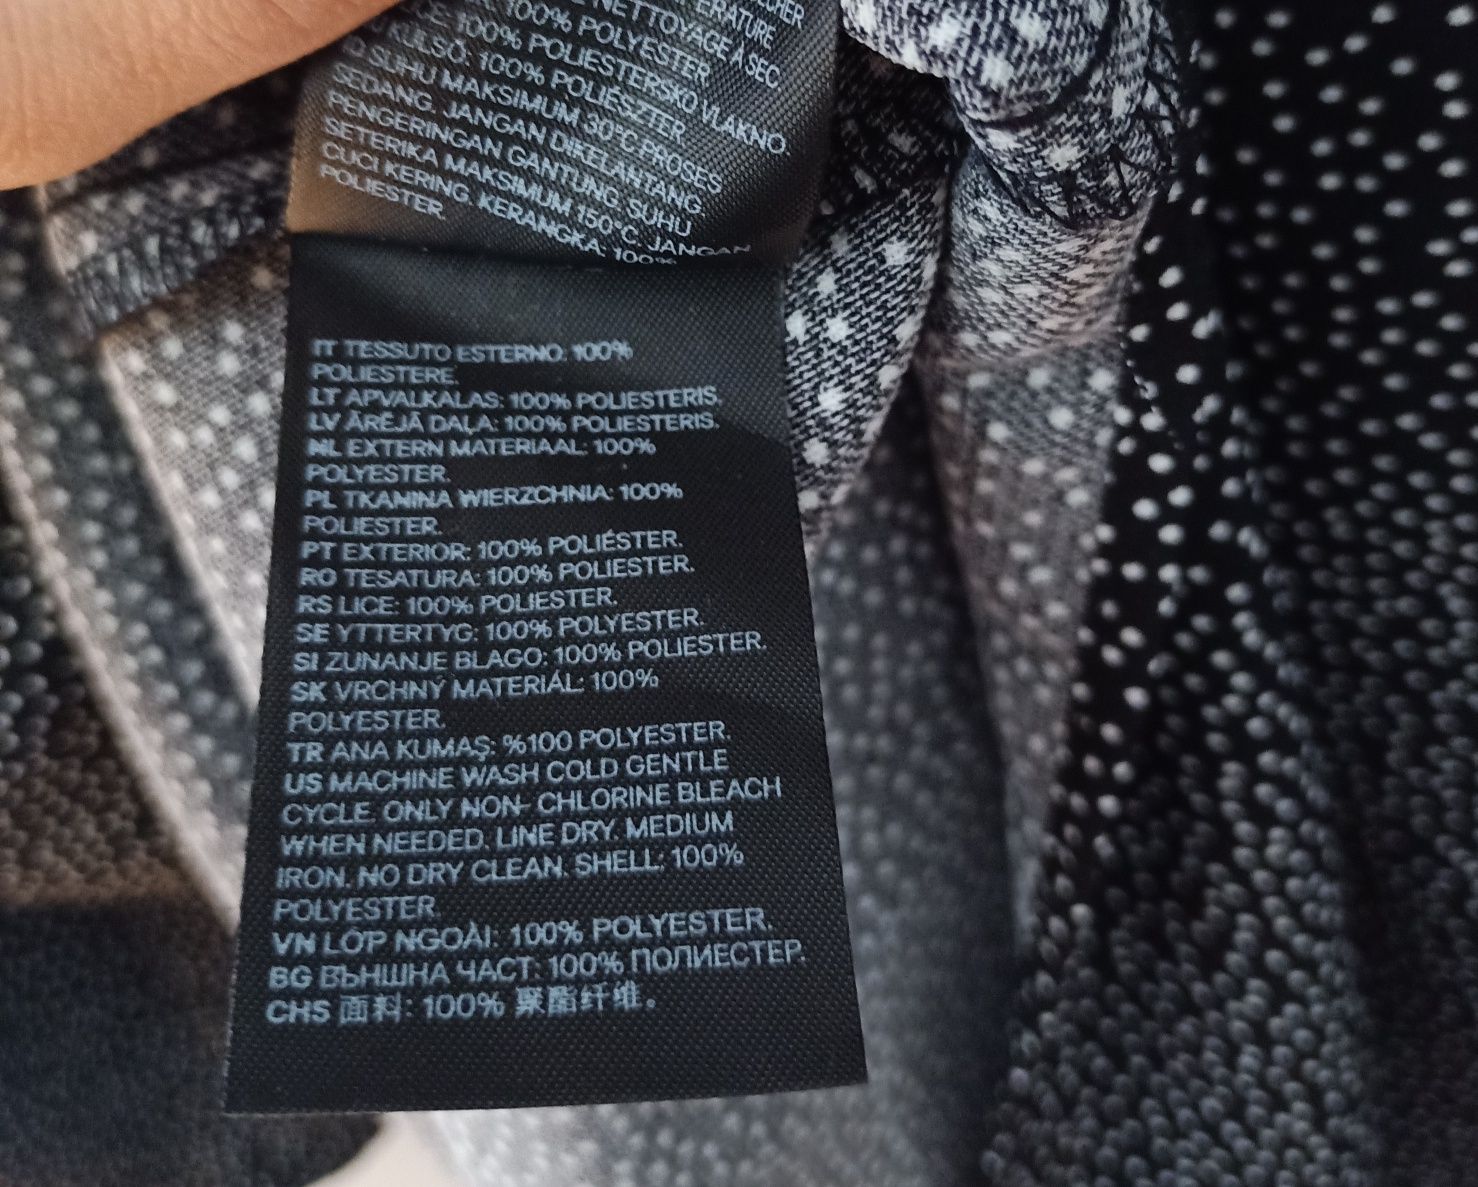 CHER
ERATURE
NETTOYAGE À SEC
100% POLYESTER
100% POLIESTERSKO VLAKNO
KÜLSŐ: 100% POLIÉSZTER
ID SUHU MAKSIMUM 30°C PROSES
SEDANG. JANGAN DIKELANTANG.
PENGERINGAN GANTUNG. SUHU
SETERIKA MAKSIMUM 150°C. JANGAN
CUCI KERING. KERANGKA: 100%
POLIESTER.
IT TESSUTO ESTERNO: 100%
POLIESTERE.
LT APVALKALAS: 100% POLIESTERIS.
LV ĀRĒJĀ DAĻA: 100% POLIESTERIS.
NL EXTERN MATERIAAL: 100%
POLYESTER.
PL TKANINA WIERZCHNIA: 100%
POLIESTER.
PT EXTERIOR: 100% POLIÉSTER.
RO TESATURA: 100% POLIESTER.
RS LICE: 100% POLIESTER.
SE YTTERTYG: 100% POLYESTER.
SI ZUNANJE BLAGO: 100% POLIESTER.
SK VRCHNÝ MATERIÁL: 100%
POLYESTER.
TR ANA KUMAŞ: %100 POLYESTER.
US MACHINE WASH COLD GENTLE
CYCLE. ONLY NON- CHLORINE BLEACH
WHEN NEEDED. LINE DRY. MEDIUM
IRON. NO DRY CLEAN. SHELL: 100%
POLYESTER.
VN LỚP NGOÀI: 100% POLYESTER.
BG ВЪНШНА ЧАСТ: 100% ПОЛИЕСТЕР.
CHS 面料: 100% 聚酯纤维。